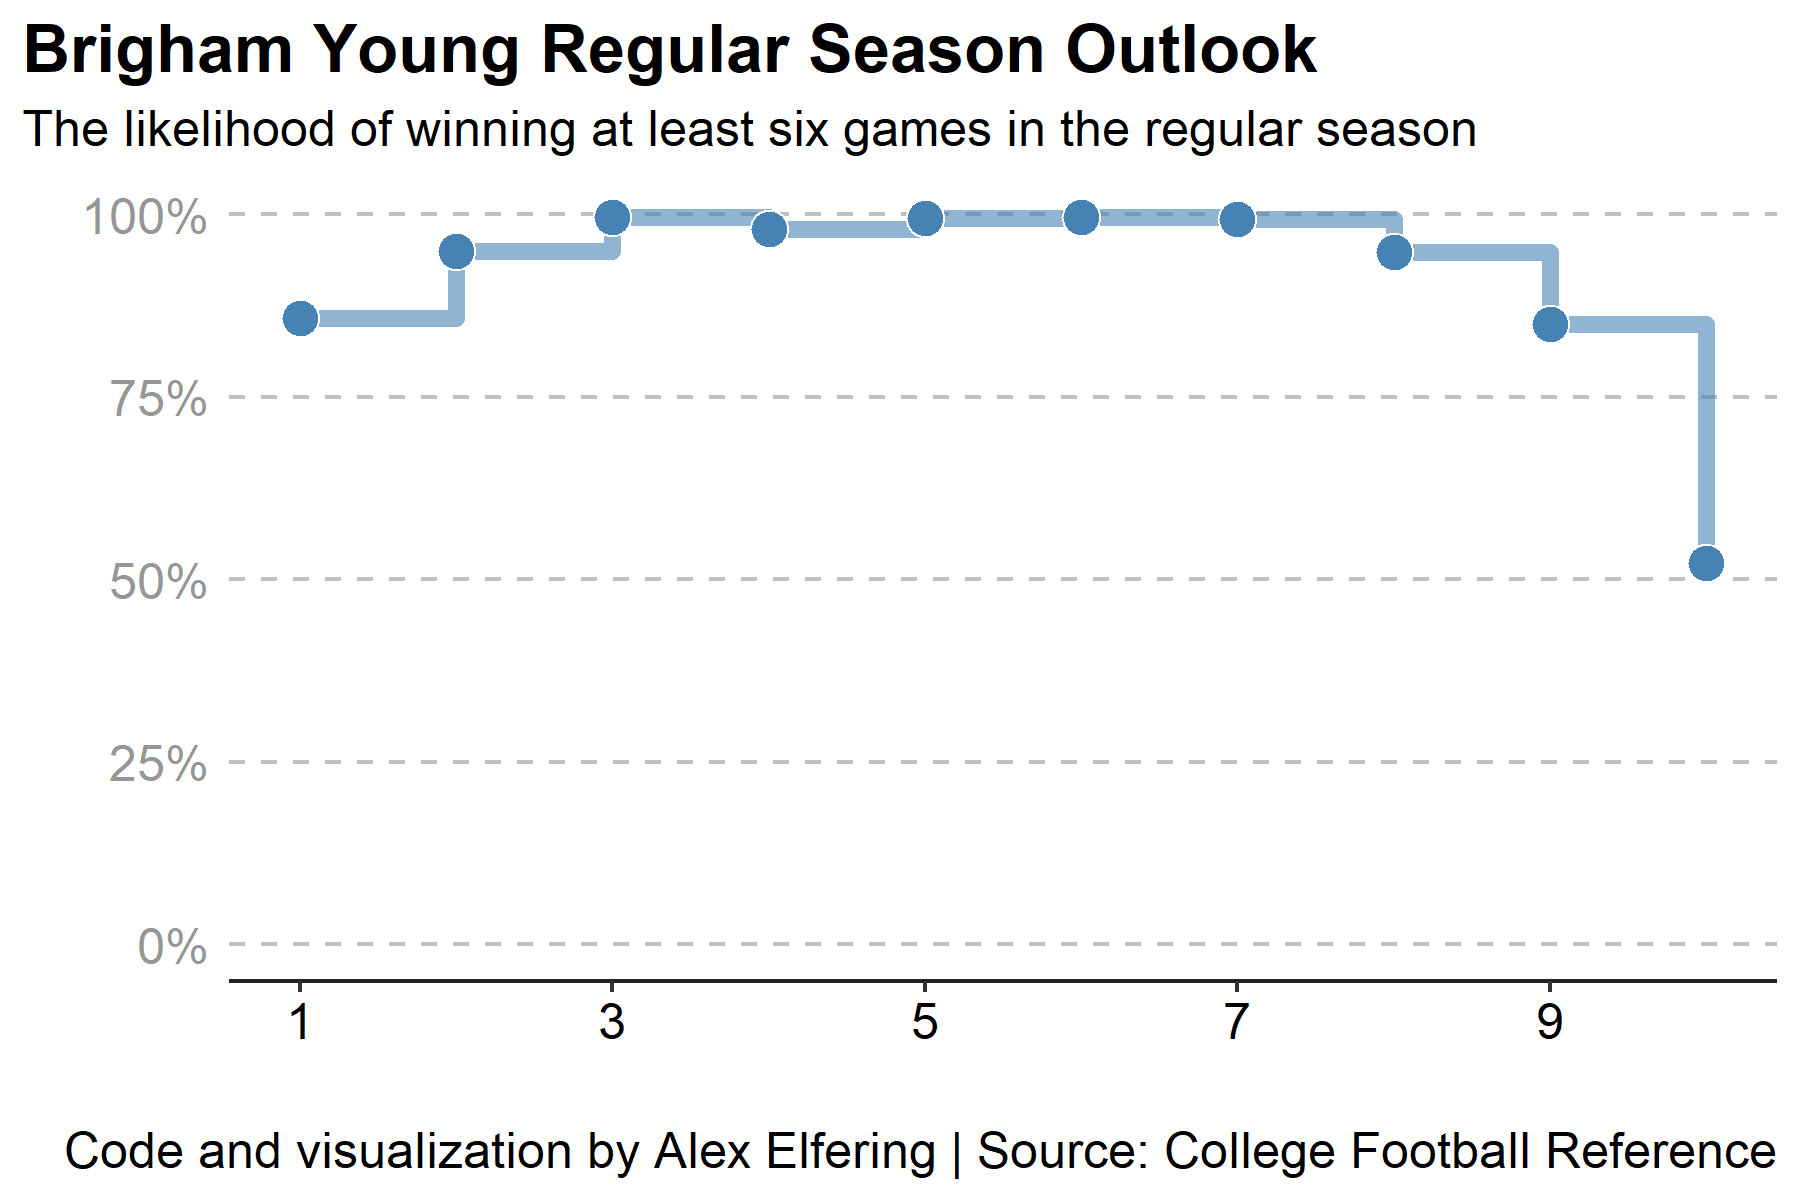 Brigham Young Regular Season Outlook
The likelihood of winning at least six games in the regular season
100%
75%
50%
25%
0%
1 3 5 7 9
Code and visualization by Alex Elfering | Source: College Football Reference